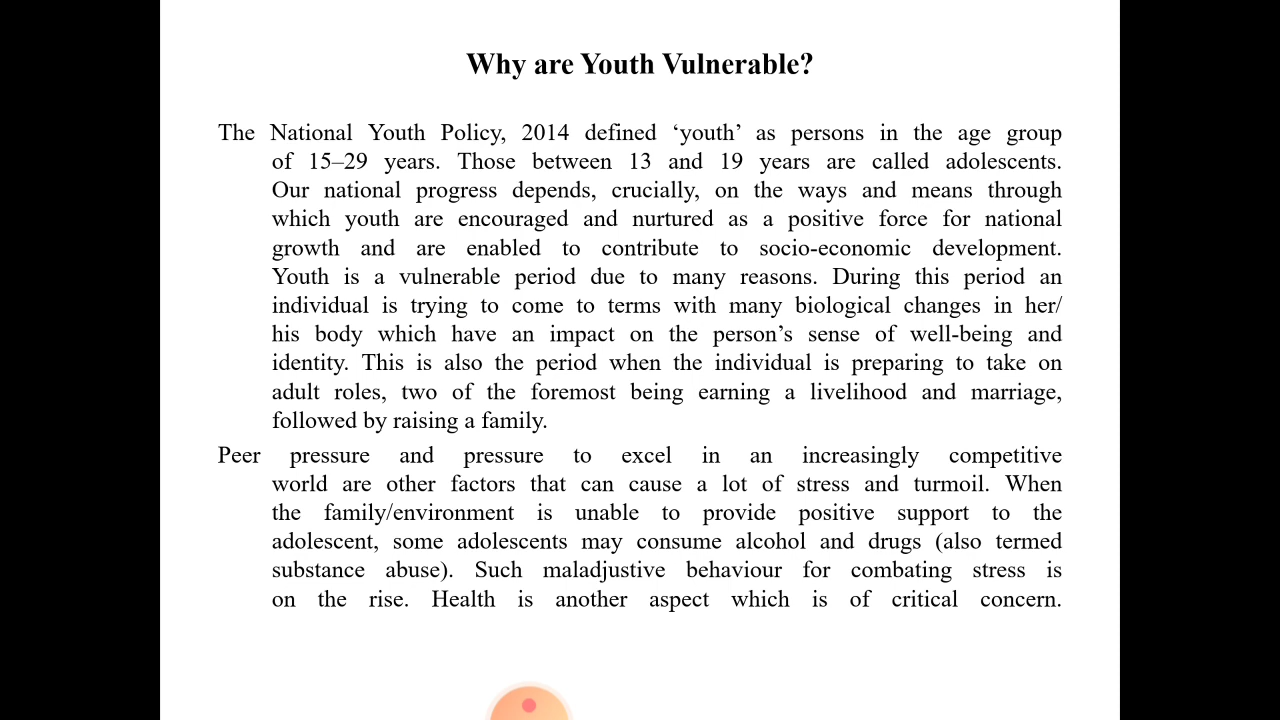 Why are Youth Vulnerable?
The National Youth Policy, 2014 defined ‘youth’ as persons in the age group
of 15–29 years. Those between 13 and 19 years are called adolescents.
Our national progress depends, crucially, on the ways and means through
which youth are encouraged and nurtured as a positive force for national
growth and are enabled to contribute to socio-economic development.
Youth is a vulnerable period due to many reasons. During this period an
individual is trying to come to terms with many biological changes in her/
his body which have an impact on the person’s sense of well-being and
identity. This is also the period when the individual is preparing to take on
adult roles, two of the foremost being earning a livelihood and marriage,
followed by raising a family.
Peer pressure and pressure to excel in an increasingly competitive
world are other factors that can cause a lot of stress and turmoil. When
the family/environment is unable to provide positive support to the
adolescent, some adolescents may consume alcohol and drugs (also termed
substance abuse). Such maladjustive behaviour for combating stress is
on the rise. Health is another aspect which is of critical concern.